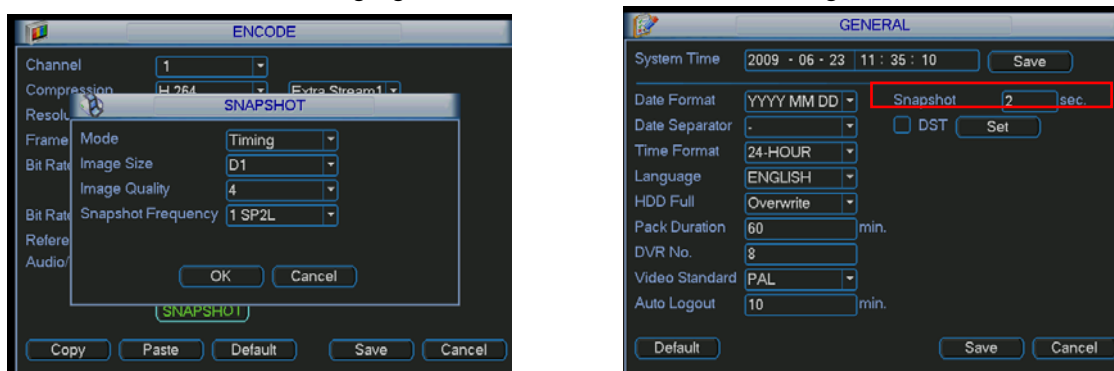 ENCODE
Channel 1
Compression H.264 Extra Stream1
SNAPSHOT
Mode Timing
Image Size D1
Image Quality 4
Snapshot Frequency 1 SP2L
OK Cancel
Resolu
Frame
Bit Rate
Bit Rate
Refere
Audio/
SNAPSHOT
Copy Paste Default Save Cancel
GENERAL
System Time 2009 - 06 - 23 11 : 35 : 10 Save
Date Format YYYY MM DD Snapshot 2 sec.
Date Separator - DST Set
Time Format 24-HOUR
Language ENGLISH
HDD Full Overwrite
Pack Duration 60 min.
DVR No. 8
Video Standard PAL
Auto Logout 10 min.
Default Save Cancel